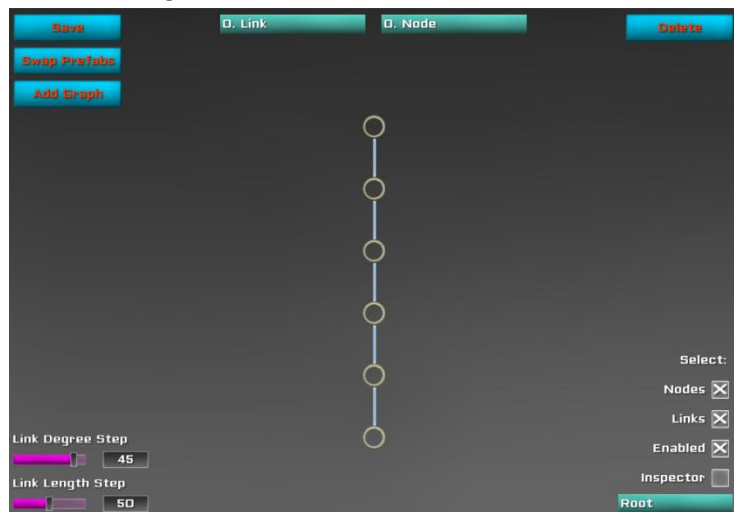 Save
0. Link
0. Node
Delete
Swap Prefabs
Add Graph
Select:
Nodes
Links
Link Degree Step
Enabled
45
Inspector
Link Length Step
50
Root